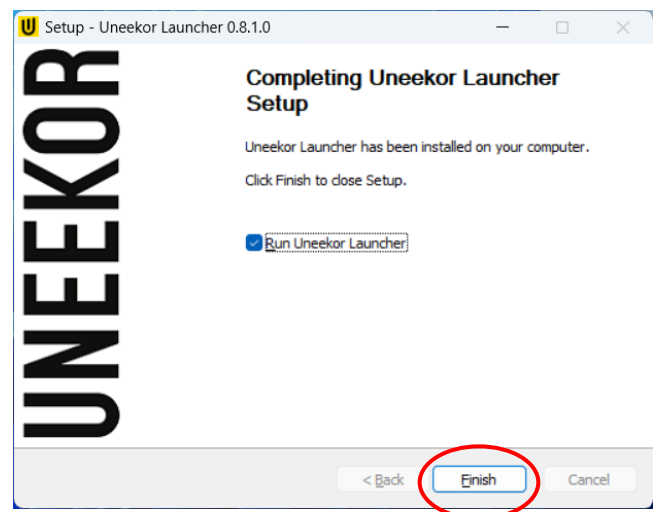 Setup - Uneekor Launcher 0.8.1.0
UNEEKOR
Completing Uneekor Launcher
Setup
Uneekor Launcher has been installed on your computer.
Click Finish to close Setup.
Run Uneekor Launcher
< Back
Finish
Cancel